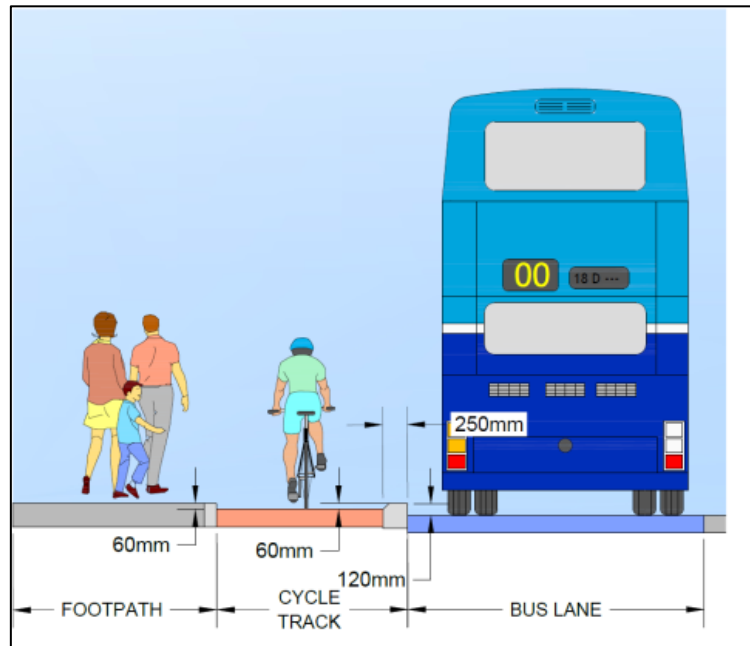 00
18 D ---
250mm
60mm
60mm
120mm
FOOTPATH
CYCLE
TRACK
BUS LANE